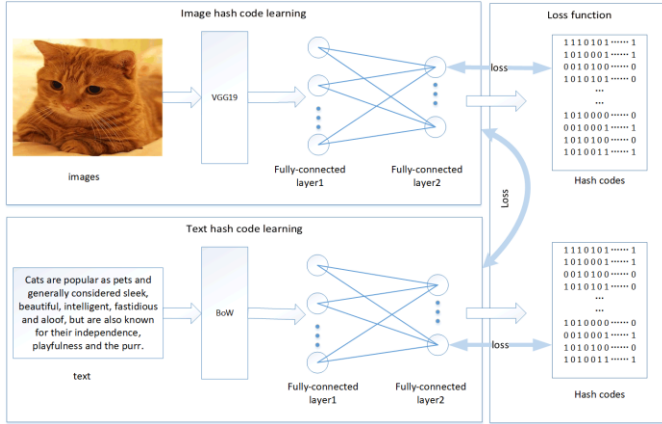 Image hash code learning
Loss function
VGG19
loss
images
Fully-connected
layer1
Fully-connected
layer2
1110101······1
1010001······1
0010100······0
1010101······0
...
...
1010000······0
0010001······1
1010100······0
1010011······1
Hash codes
Loss
Text hash code learning
Cats are popular as pets and
generally considered sleek,
beautiful, intelligent, fastidious
and aloof, but are also known
for their independence,
playfulness and the purr.
text
BoW
loss
Fully-connected
layer1
Fully-connected
layer2
1110101······1
1010001······1
0010100······0
1010101······0
...
...
1010000······0
0010001······1
1010100······0
1010011······1
Hash codes